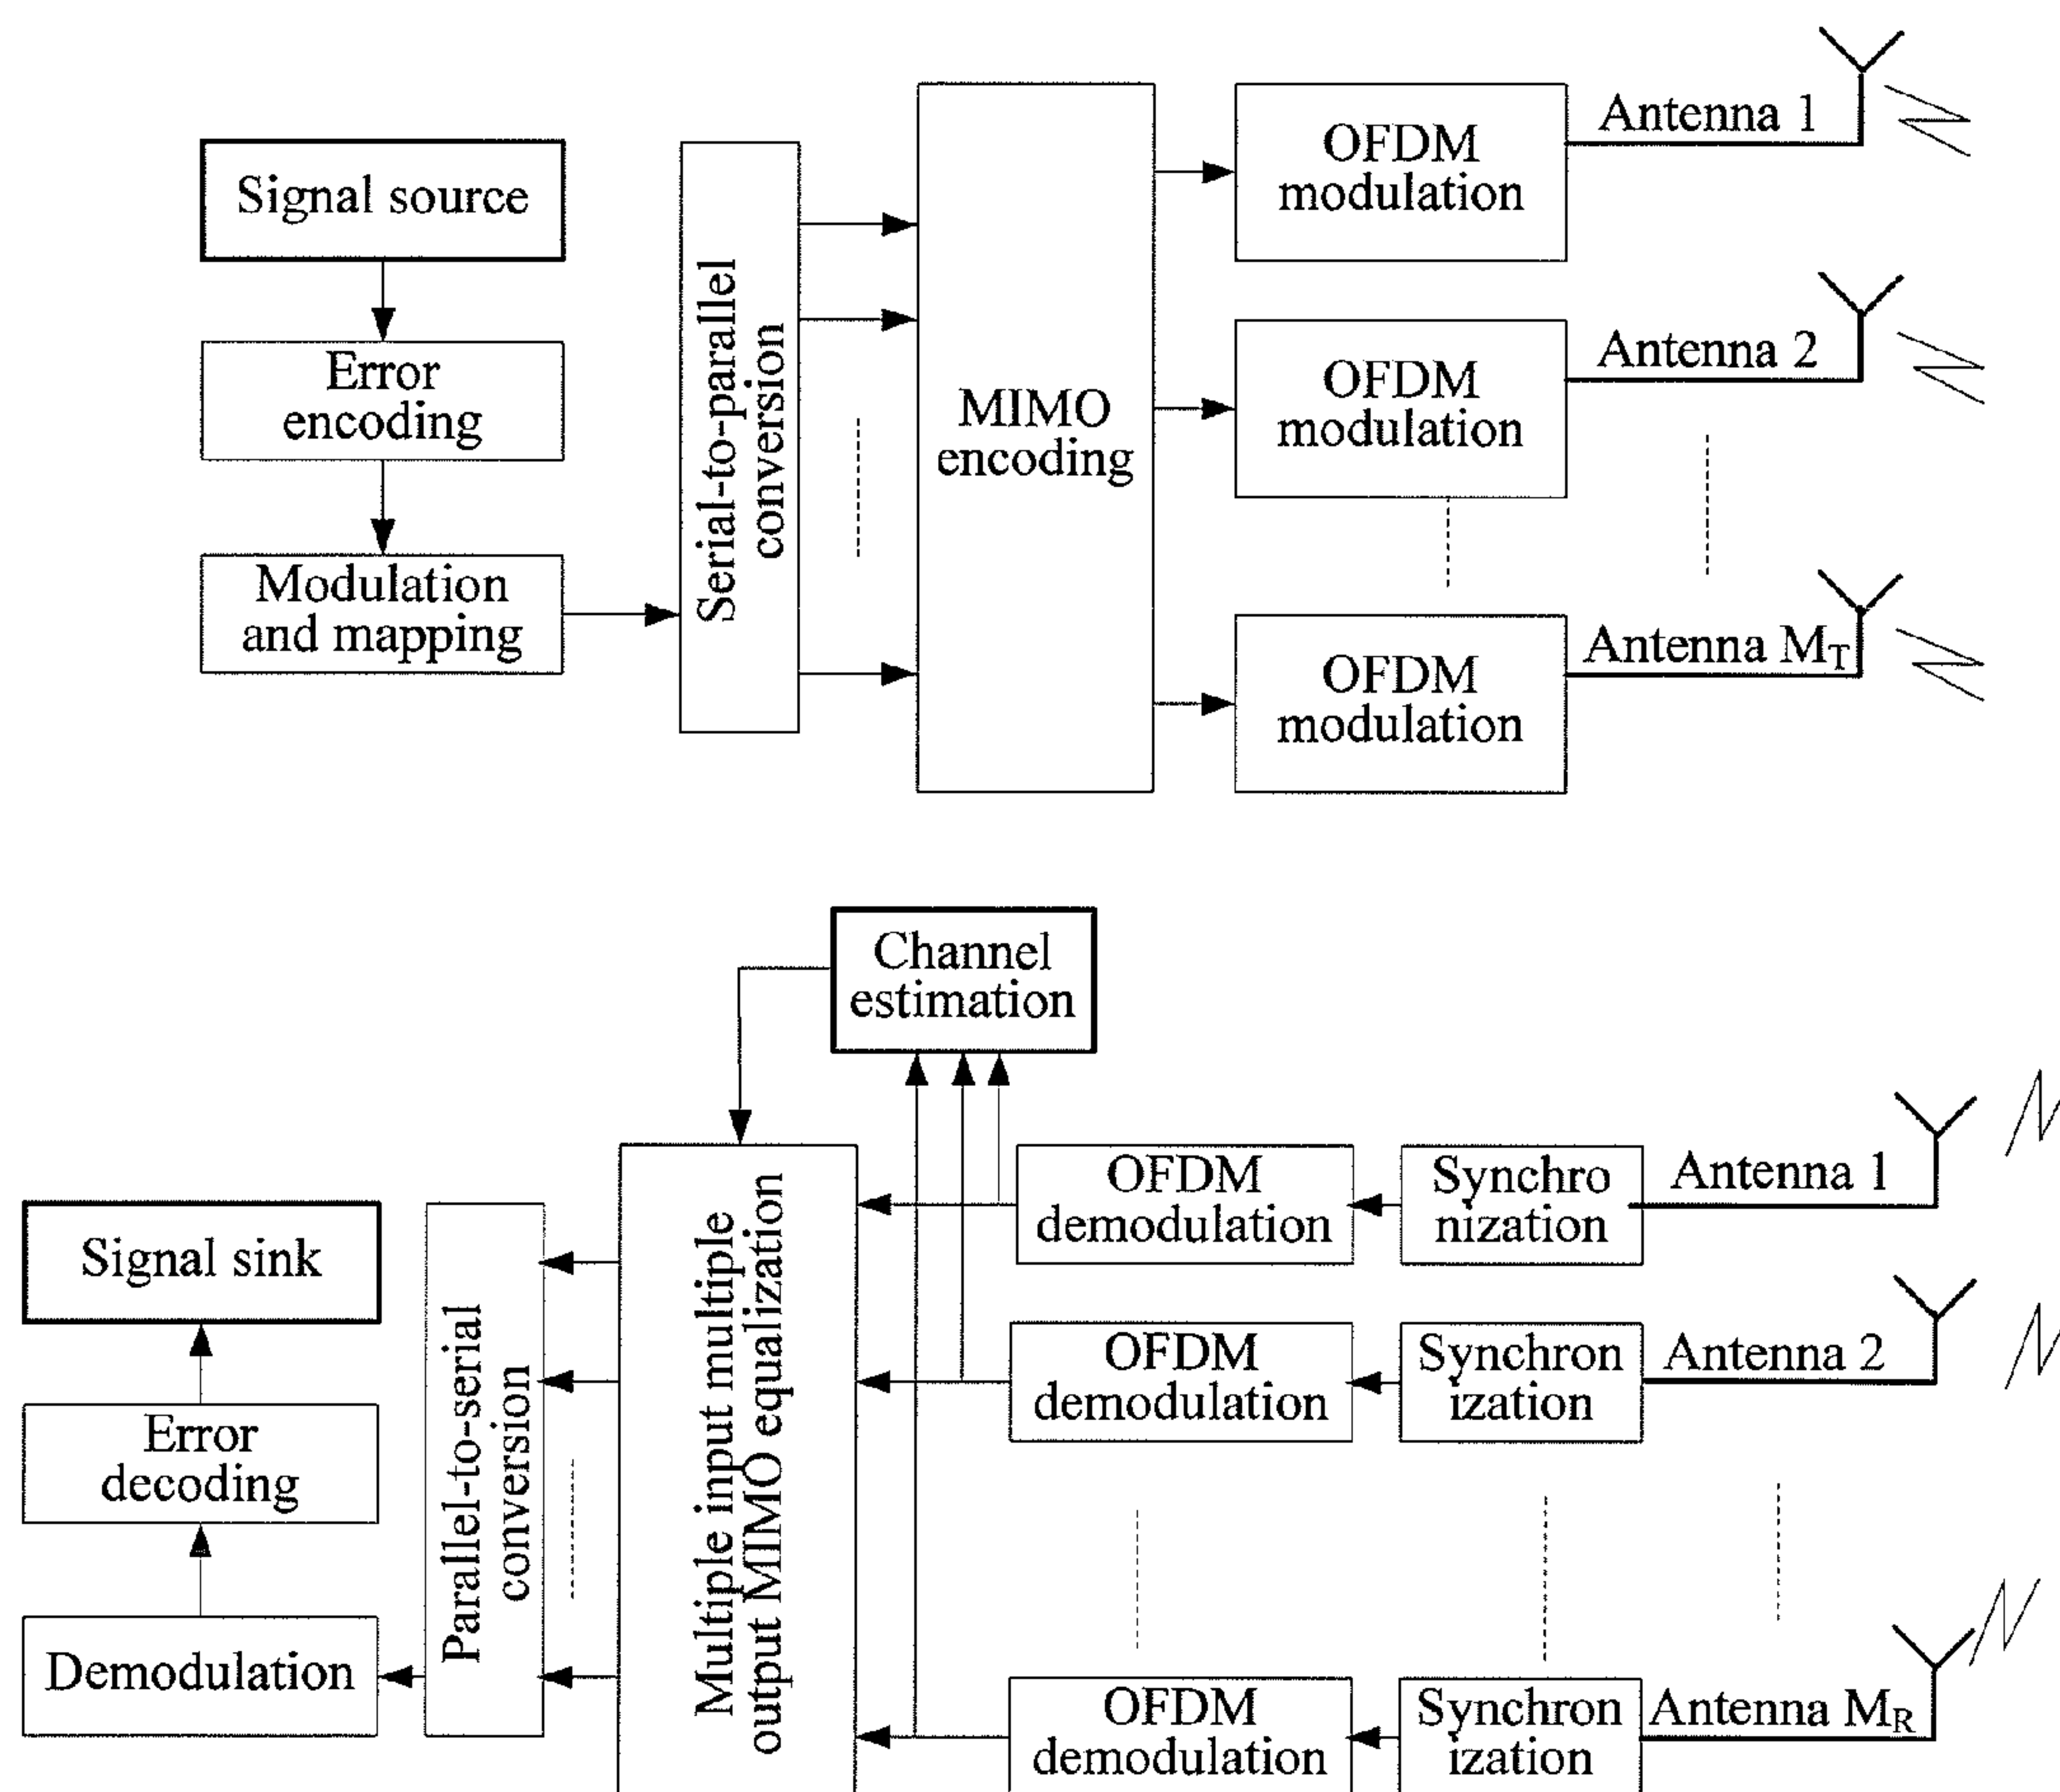 Signal source
Error
encoding
Modulation
and mapping
Serial-to-parallel
conversion
MIMO
encoding
OFDM
modulation
Antenna 1
OFDM
modulation
Antenna 2
OFDM
modulation
Antenna MT
Channel
estimation
Antenna 1
Synchro
nization
OFDM
demodulation
Antenna 2
Synchron
ization
OFDM
demodulation
Antenna MR
Synchron
ization
OFDM
demodulation
Multiple input multiple
output MIMO equalization
Parallel-to-serial
conversion
Demodulation
Error
decoding
Signal sink